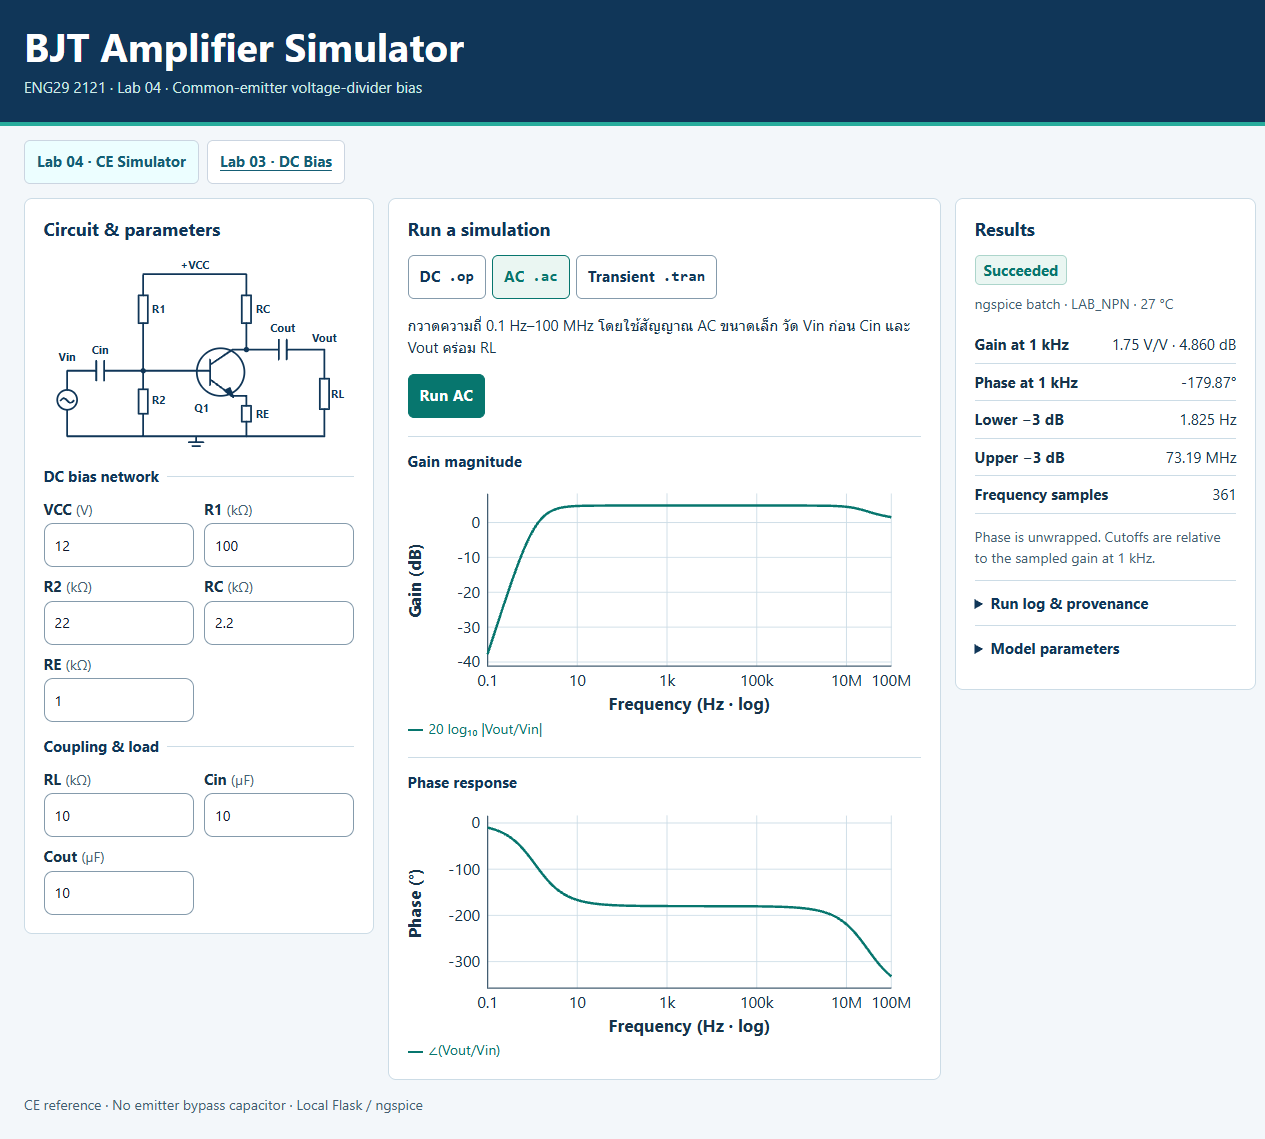 BJT Amplifier Simulator
ENG29 2121 · Lab 04 · Common-emitter voltage-divider bias
Lab 04 · CE Simulator
Lab 03 · DC Bias
Circuit & parameters
+VCC
R1
RC
Cout
Vout
Vin
Cin
R2
Q1
RE
RL
DC bias network
VCC (V)
R1 (kΩ)
12
100
R2 (kΩ)
RC (kΩ)
22
2.2
RE (kΩ)
1
Coupling & load
RL (kΩ)
Cin (µF)
10
10
Cout (µF)
10
Run a simulation
DC .op
AC .ac
Transient .tran
กวาดความถี่ 0.1 Hz–100 MHz โดยใช้สัญญาณ AC ขนาดเล็ก วัด Vin ก่อน Cin และ
Vout คร่อม RL
Run AC
Gain magnitude
0
-10
-20
-30
-40
Gain (dB)
0.1
10
1k
100k
10M
100M
Frequency (Hz · log)
20 log₁₀ |Vout/Vin|
Phase response
0
-100
-200
-300
Phase (°)
0.1
10
1k
100k
10M
100M
Frequency (Hz · log)
∠(Vout/Vin)
Results
Succeeded
ngspice batch · LAB_NPN · 27 °C
Gain at 1 kHz 1.75 V/V · 4.860 dB
Phase at 1 kHz -179.87°
Lower −3 dB 1.825 Hz
Upper −3 dB 73.19 MHz
Frequency samples 361
Phase is unwrapped. Cutoffs are relative
to the sampled gain at 1 kHz.
Run log & provenance
Model parameters
CE reference · No emitter bypass capacitor · Local Flask / ngspice